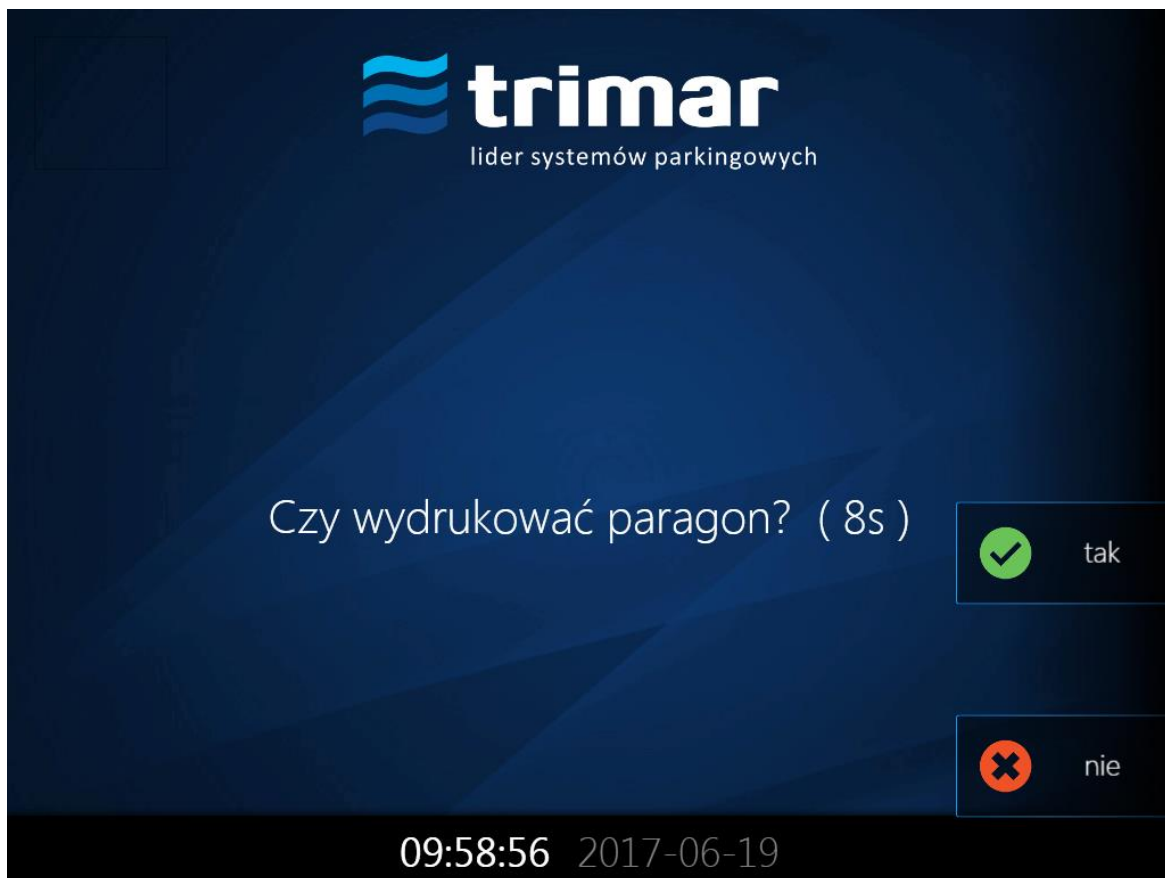 trimar
lider systemów parkingowych
Czy wydrukować paragon? ( 8s )
tak
nie
09:58:56 2017-06-19